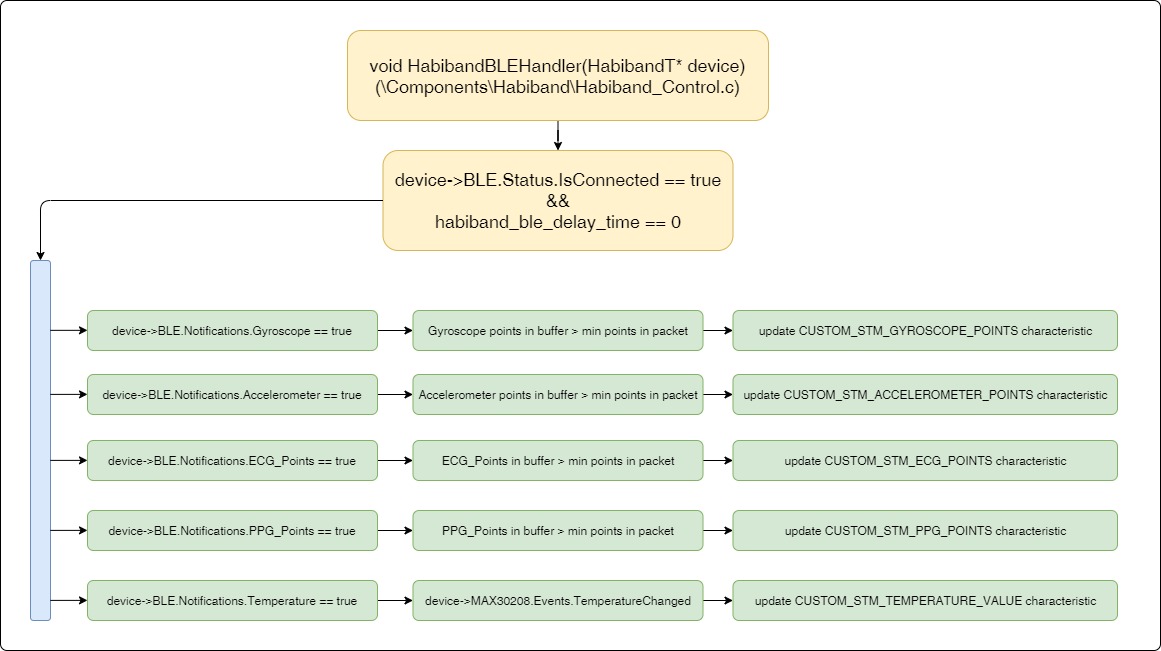 void HabibandBLEHandler(HabibandT* device)
(\Components\Habiband\Habiband_Control.c)
device->BLE.Status.IsConnected == true
&&
habiband_ble_delay_time == 0
device->BLE.Notifications.Gyroscope == true
Gyroscope points in buffer > min points in packet
update CUSTOM_STM_GYROSCOPE_POINTS characteristic
device->BLE.Notifications.Accelerometer == true
Accelerometer points in buffer > min points in packet
update CUSTOM_STM_ACCELEROMETER_POINTS characteristic
device->BLE.Notifications.ECG_Points == true
ECG_Points in buffer > min points in packet
update CUSTOM_STM_ECG_POINTS characteristic
device->BLE.Notifications.PPG_Points == true
PPG_Points in buffer > min points in packet
update CUSTOM_STM_PPG_POINTS characteristic
device->BLE.Notifications.Temperature == true
device->MAX30208.Events.TemperatureChanged
update CUSTOM_STM_TEMPERATURE_VALUE characteristic